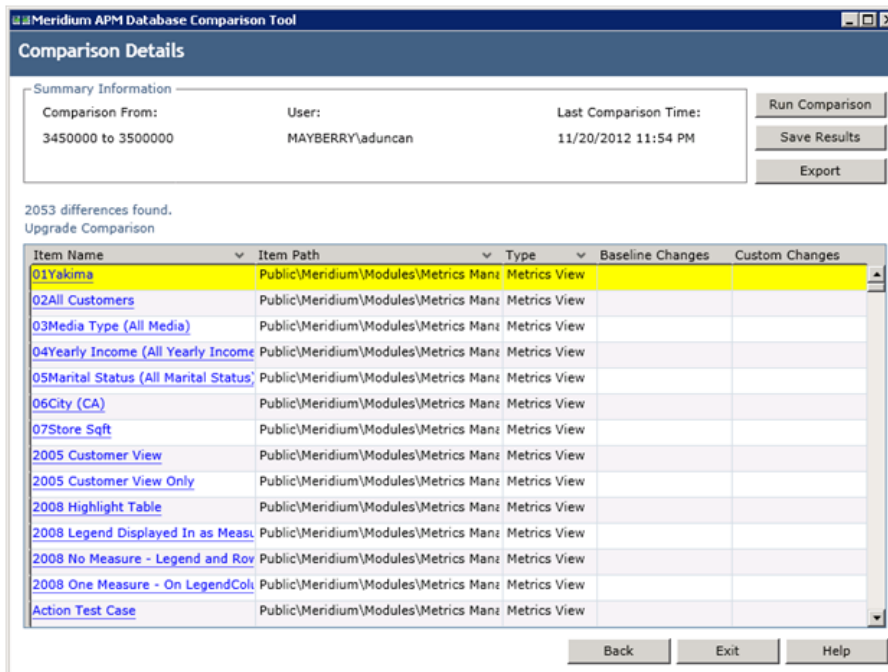 Meridium APM Database Comparison Tool
Comparison Details
Summary Information
Comparison From: User: Last Comparison Time:
3450000 to 3500000 MAYBERRY\aduncan 11/20/2012 11:54 PM
Run Comparison
Save Results
Export
2053 differences found.
Upgrade Comparison
Item Name Item Path Type Baseline Changes Custom Changes
01Yakima Public\Meridium\Modules\Metrics Mana Metrics View
02All Customers Public\Meridium\Modules\Metrics Mana Metrics View
03Media Type (All Media) Public\Meridium\Modules\Metrics Mana Metrics View
04Yearly Income (All Yearly Income Public\Meridium\Modules\Metrics Mana Metrics View
05Marital Status (All Marital Status) Public\Meridium\Modules\Metrics Mana Metrics View
06City (CA) Public\Meridium\Modules\Metrics Mana Metrics View
07Store Sqft Public\Meridium\Modules\Metrics Mana Metrics View
2005 Customer View Public\Meridium\Modules\Metrics Mana Metrics View
2005 Customer View Only Public\Meridium\Modules\Metrics Mana Metrics View
2008 Highlight Table Public\Meridium\Modules\Metrics Mana Metrics View
2008 Legend Displayed In as Measu Public\Meridium\Modules\Metrics Mana Metrics View
2008 No Measure - Legend and Row Public\Meridium\Modules\Metrics Mana Metrics View
2008 One Measure - On LegendColu Public\Meridium\Modules\Metrics Mana Metrics View
Action Test Case Public\Meridium\Modules\Metrics Mana Metrics View
Back Exit Help